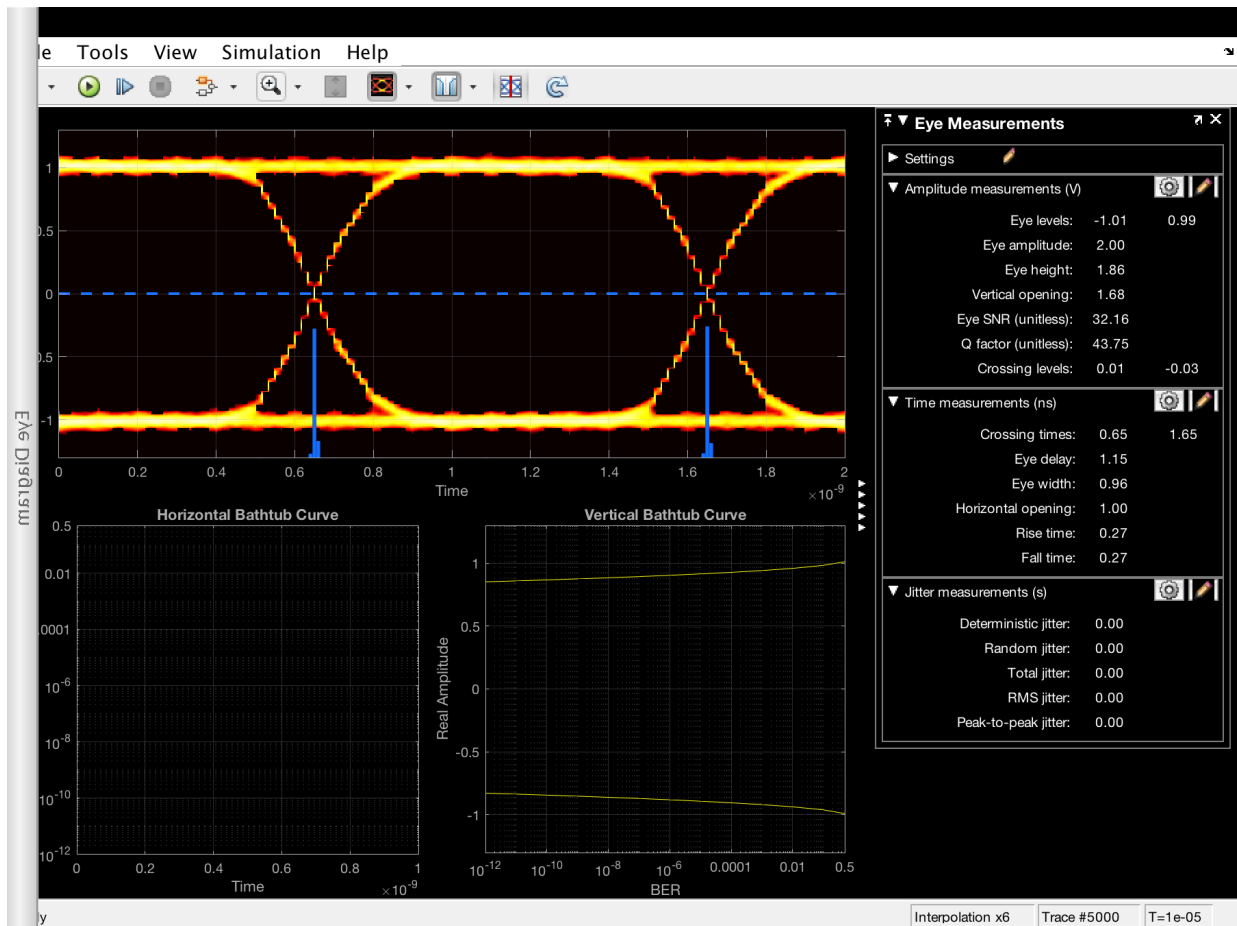 le Tools View Simulation Help
Eye Diagram
1
0.5
0
0.5
-1
0 0.2 0.4 0.6 0.8 1 1.2 1.4 1.6 1.8 2
Time
×10⁻⁹
Horizontal Bathtub Curve
0.5
0.01
.0001
10⁻⁶
10⁻⁸
10⁻¹⁰
10⁻¹²
0 0.2 0.4 0.6 0.8 1
Time
×10⁻⁹
Vertical Bathtub Curve
Real Amplitude
1
0.5
0
-0.5
-1
10⁻¹² 10⁻¹⁰ 10⁻⁸ 10⁻⁶ 0.0001 0.01 0.5
BER
Eye Measurements
Settings
Amplitude measurements (V)
Eye levels: -1.01 0.99
Eye amplitude: 2.00
Eye height: 1.86
Vertical opening: 1.68
Eye SNR (unitless): 32.16
Q factor (unitless): 43.75
Crossing levels: 0.01 -0.03
Time measurements (ns)
Crossing times: 0.65 1.65
Eye delay: 1.15
Eye width: 0.96
Horizontal opening: 1.00
Rise time: 0.27
Fall time: 0.27
Jitter measurements (s)
Deterministic jitter: 0.00
Random jitter: 0.00
Total jitter: 0.00
RMS jitter: 0.00
Peak-to-peak jitter: 0.00
y
Interpolation x6 Trace #5000 T=1e-05